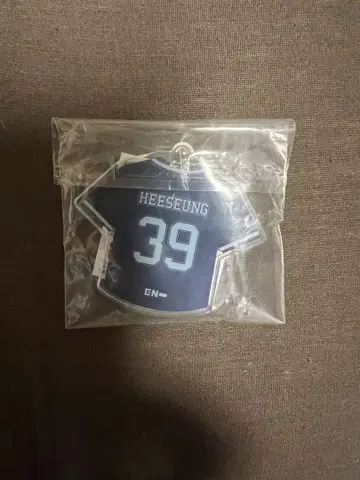 HEESEUNG
39
EN-